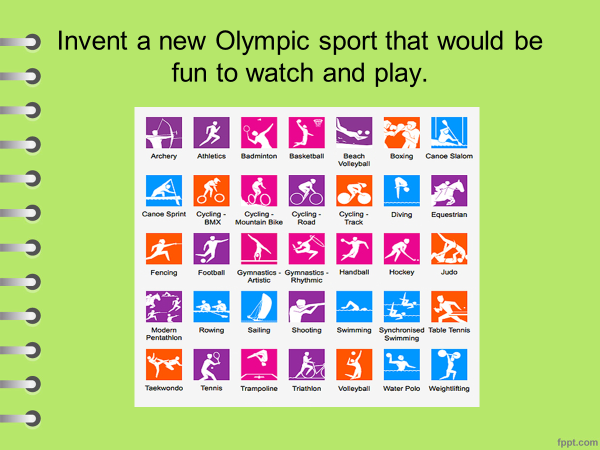 Invent a new Olympic sport that would be
fun to watch and play.
Archery Athletics Badminton Basketball Beach Volleyball Boxing Canoe Slalom
Canoe Sprint Cycling - BMX Cycling - Mountain Bike Cycling - Road Cycling - Track Diving Equestrian
Fencing Football Gymnastics - Artistic Gymnastics - Rhythmic Handball Hockey Judo
Modern Pentathlon Rowing Sailing Shooting Swimming Synchronised Swimming Table Tennis
Taekwondo Tennis Trampoline Triathlon Volleyball Water Polo Weightlifting
fppt.com